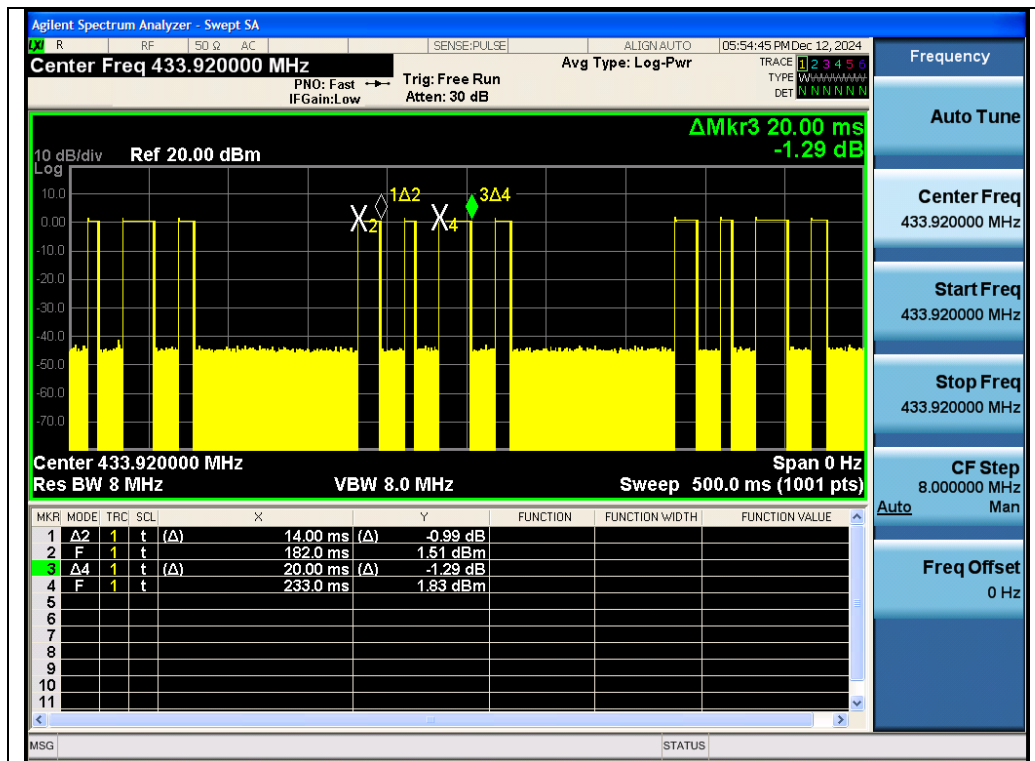 Agilent Spectrum Analyzer - Swept SA
LXI R RF 50 Ω AC SENSE:PULSE ALIGN AUTO 05:54:45 PM Dec 12, 2024
Center Freq 433.920000 MHz Avg Type: Log-Pwr TRACE 1 2 3 4 5 6
PNO: Fast Trig: Free Run TYPE WWWWWWW
IFGain:Low Atten: 30 dB DET N N N N N N
ΔMkr3 20.00 ms
-1.29 dB
10 dB/div Ref 20.00 dBm
Log
10.0
0.00
-10.0
-20.0
-30.0
-40.0
-50.0
-60.0
-70.0
X2 1Δ2 X4 3Δ4
Center 433.920000 MHz Span 0 Hz
Res BW 8 MHz VBW 8.0 MHz Sweep 500.0 ms (1001 pts)
MKR MODE TRC SCL X Y FUNCTION FUNCTION WIDTH FUNCTION VALUE
1 Δ2 1 t (Δ) 14.00 ms (Δ) -0.99 dB
2 F 1 t 182.0 ms 1.51 dBm
3 Δ4 1 t (Δ) 20.00 ms (Δ) -1.29 dB
4 F 1 t 233.0 ms 1.83 dBm
5
6
7
8
9
10
11
MSG STATUS
Frequency
Auto Tune
Center Freq
433.920000 MHz
Start Freq
433.920000 MHz
Stop Freq
433.920000 MHz
CF Step
8.000000 MHz
Auto Man
Freq Offset
0 Hz